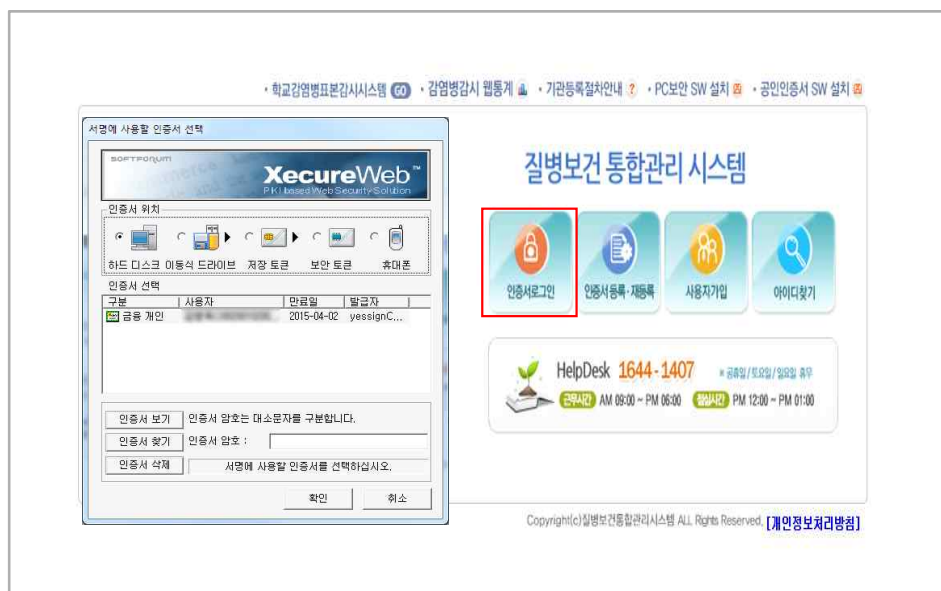 · 학교감염병표본감시시스템 GO · 감염병감시 웹통계 · 기관등록절차안내 ? · PC보안 SW 설치 · 공인인증서 SW 설치
서명에 사용할 인증서 선택
SOFTFORUM
XecureWeb™
PKI based Web Security Solution
인증서 위치
하드 디스크 이동식 드라이브 저장 토큰 보안 토큰 휴대폰
인증서 선택
구분 사용자 만료일 발급자
금융 개인 2015-04-02 yessignC...
인증서 보기 인증서 암호는 대소문자를 구분합니다.
인증서 찾기 인증서 암호 :
인증서 삭제 서명에 사용할 인증서를 선택하십시오.
확인 취소
질병보건 통합관리 시스템
인증서로그인 인증서등록·재등록 사용자가입 아이디찾기
HelpDesk 1644-1407 ※ 공휴일/토요일/일요일 휴무
근무시간 AM 09:00 ~ PM 06:00 점심시간 PM 12:00 ~ PM 01:00
Copyright(c)질병보건통합관리시스템 ALL Rights Reserved. [개인정보처리방침]